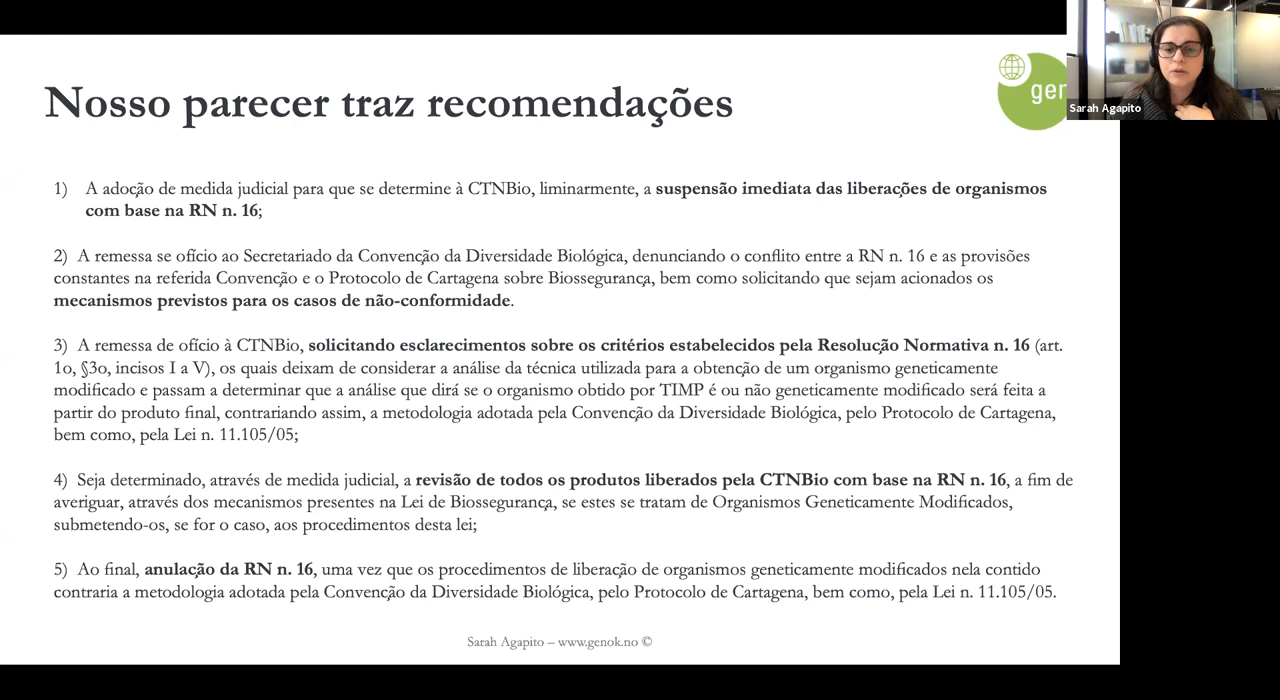 Nosso parecer traz recomendações
gen
Sarah Agapito
1) A adoção de medida judicial para que se determine à CTNBio, liminarmente, a suspensão imediata das liberações de organismos
com base na RN n. 16;
2) A remessa se ofício ao Secretariado da Convenção da Diversidade Biológica, denunciando o conflito entre a RN n. 16 e as provisões
constantes na referida Convenção e o Protocolo de Cartagena sobre Biossegurança, bem como solicitando que sejam acionados os
mecanismos previstos para os casos de não-conformidade.
3) A remessa de ofício à CTNBio, solicitando esclarecimentos sobre os critérios estabelecidos pela Resolução Normativa n. 16 (art.
1o, §3o, incisos I a V), os quais deixam de considerar a análise da técnica utilizada para a obtenção de um organismo geneticamente
modificado e passam a determinar que a análise que dirá se o organismo obtido por TIMP é ou não geneticamente modificado será feita a
partir do produto final, contrariando assim, a metodologia adotada pela Convenção da Diversidade Biológica, pelo Protocolo de Cartagena,
bem como, pela Lei n. 11.105/05;
4) Seja determinado, através de medida judicial, a revisão de todos os produtos liberados pela CTNBio com base na RN n. 16, a fim de
averiguar, através dos mecanismos presentes na Lei de Biossegurança, se estes se tratam de Organismos Geneticamente Modificados,
submetendo-os, se for o caso, aos procedimentos desta lei;
5) Ao final, anulação da RN n. 16, uma vez que os procedimentos de liberação de organismos geneticamente modificados nela contido
contraria a metodologia adotada pela Convenção da Diversidade Biológica, pelo Protocolo de Cartagena, bem como, pela Lei n. 11.105/05.
Sarah Agapito – www.genok.no ©